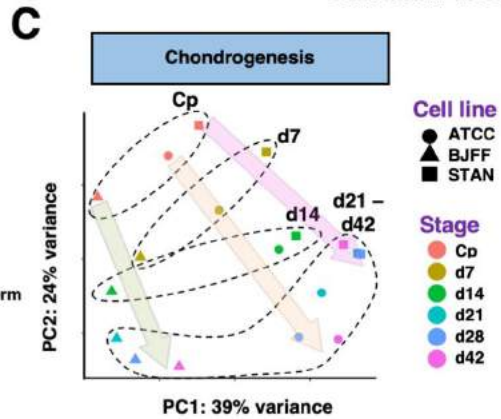 C
Chondrogenesis
Cp
d7
d14
d21 –
d42
rm
PC2: 24% variance
PC1: 39% variance
Cell line
ATCC
BJFF
STAN
Stage
Cp
d7
d14
d21
d28
d42